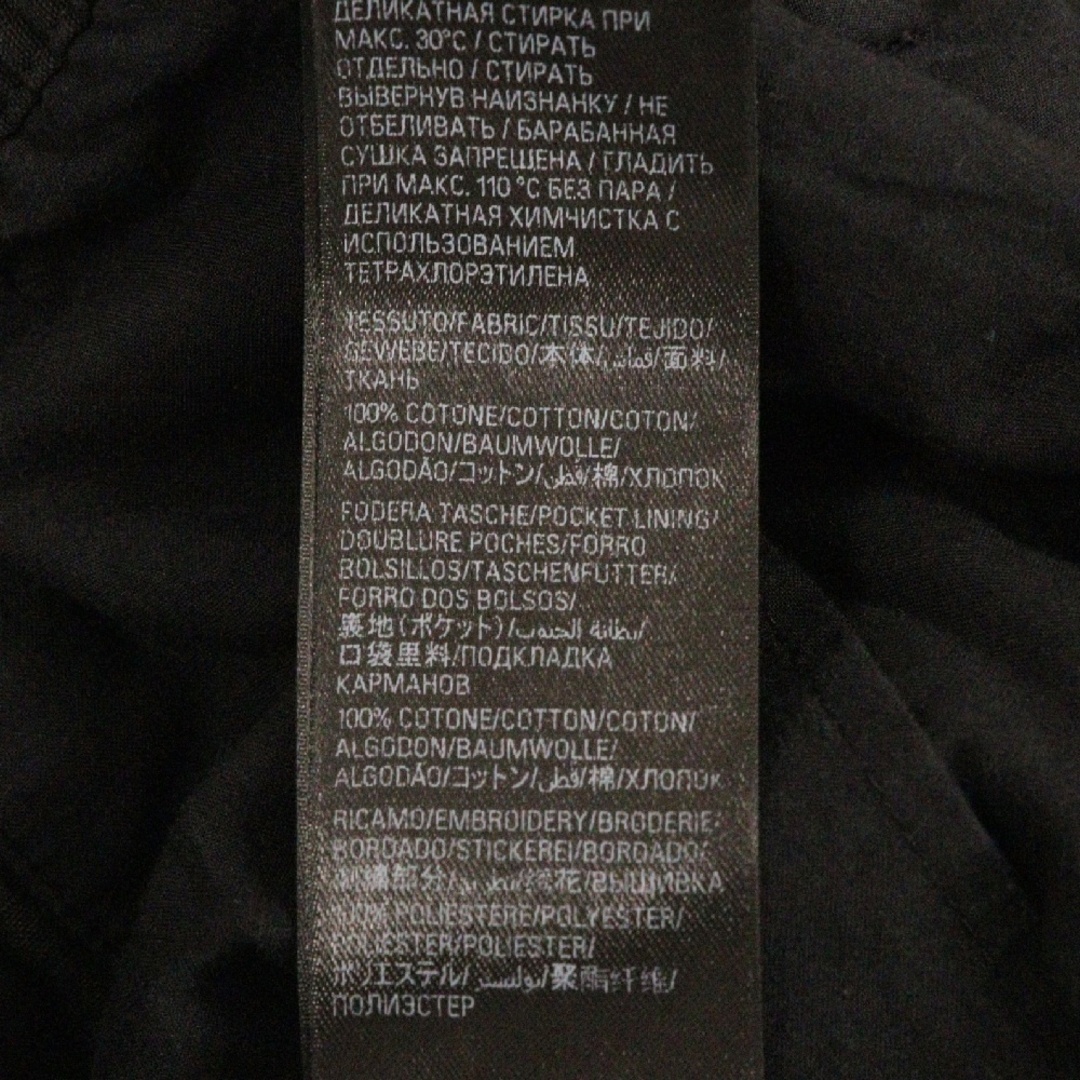 ДЕЛИКАТНАЯ СТИРКА ПРИ
МАКС. 30°C / СТИРАТЬ
ОТДЕЛЬНО / СТИРАТЬ
ВЫВЕРНУВ НАИЗНАНКУ / НЕ
ОТБЕЛИВАТЬ / БАРАБАННАЯ
СУШКА ЗАПРЕЩЕНА / ГЛАДИТЬ
ПРИ МАКС. 110 °C БЕЗ ПАРА /
ДЕЛИКАТНАЯ ХИМЧИСТКА С
ИСПОЛЬЗОВАНИЕМ
ТЕТРАХЛОРЭТИЛЕНА
TESSUTO/FABRIC/TISSU/TEJIDO/
GEWEBE/TECIDO/本体/قماش/面料/
ТКАНЬ
100% COTONE/COTTON/COTON/
ALGODON/BAUMWOLLE/
ALGODÃO/コットン/قطن/棉/ХЛОПОК
FODERA TASCHE/POCKET LINING/
DOUBLURE POCHES/FORRO
BOLSILLOS/TASCHENFUTTER/
FORRO DOS BOLSOS/
裏地(ポケット)/بطانة الجيوب/
口袋里料/ПОДКЛАДКА
КАРМАНОВ
100% COTONE/COTTON/COTON/
ALGODON/BAUMWOLLE/
ALGODÃO/コットン/قطن/棉/ХЛОПОК
RICAMO/EMBROIDERY/BRODERIE/
BORDADO/STICKEREI/BORDADO/
刺繍部分/تطريز/绣花/ВЫШИВКА
100% POLIESTERE/POLYESTER/
POLIESTER/POLIESTER/
ポリエステル/بوليستر/聚酯纤维/
ПОЛИЭСТЕР